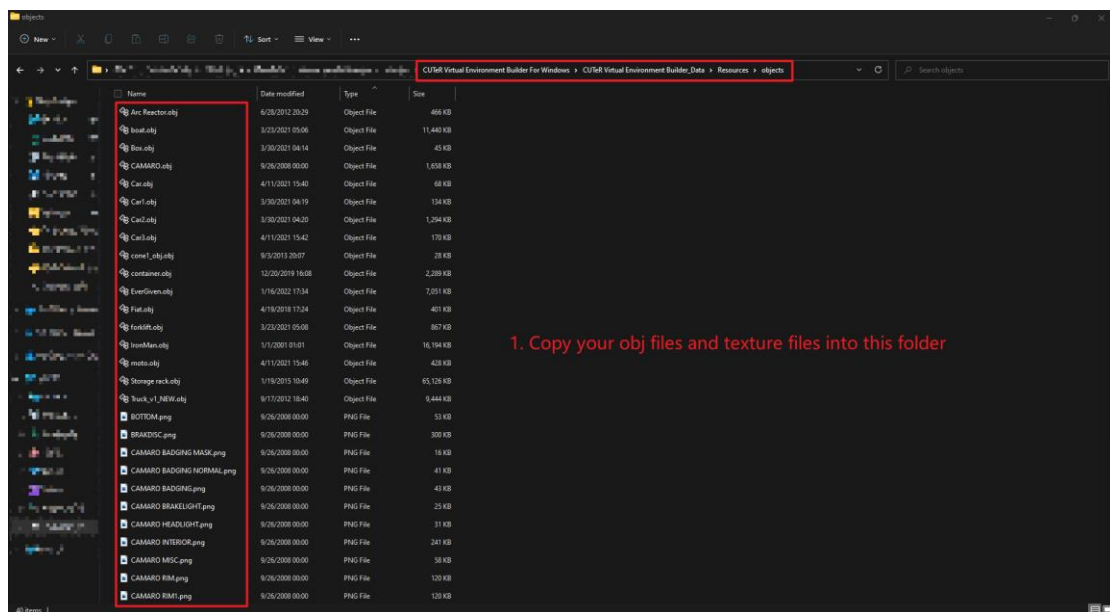 objects
New
Sort
View
CUTeR Virtual Environment Builder For Windows > CUTeR Virtual Environment Builder_Data > Resources > objects
Search objects
Name Date modified Type Size
Arc Reactor.obj 6/28/2012 20:29 Object File 466 KB
boat.obj 3/23/2021 05:06 Object File 11,440 KB
Box.obj 3/30/2021 04:14 Object File 45 KB
CAMARO.obj 9/26/2008 00:00 Object File 1,658 KB
Car.obj 4/11/2021 15:40 Object File 68 KB
Car1.obj 3/30/2021 04:19 Object File 134 KB
Car2.obj 3/30/2021 04:20 Object File 1,294 KB
Car3.obj 4/11/2021 15:42 Object File 170 KB
cone1_obj.obj 9/3/2013 20:07 Object File 28 KB
container.obj 12/20/2019 16:08 Object File 2,289 KB
EverGiven.obj 1/16/2022 17:34 Object File 7,051 KB
Fiat.obj 4/19/2018 17:24 Object File 401 KB
forklift.obj 3/23/2021 05:08 Object File 867 KB
IronMan.obj 1/1/2001 01:01 Object File 16,194 KB
1. Copy your obj files and texture files into this folder
moto.obj 4/11/2021 15:46 Object File 428 KB
Storage rack.obj 1/19/2015 10:49 Object File 65,126 KB
Truck_v1_NEW.obj 9/17/2012 18:40 Object File 9,444 KB
BOTTOM.png 9/26/2008 00:00 PNG File 53 KB
BRAKDISC.png 9/26/2008 00:00 PNG File 300 KB
CAMARO BADGING MASK.png 9/26/2008 00:00 PNG File 16 KB
CAMARO BADGING NORMAL.png 9/26/2008 00:00 PNG File 41 KB
CAMARO BADGING.png 9/26/2008 00:00 PNG File 43 KB
CAMARO BRAKELIGHT.png 9/26/2008 00:00 PNG File 25 KB
CAMARO HEADLIGHT.png 9/26/2008 00:00 PNG File 31 KB
CAMARO INTERIOR.png 9/26/2008 00:00 PNG File 241 KB
CAMARO MISC.png 9/26/2008 00:00 PNG File 58 KB
CAMARO RIM.png 9/26/2008 00:00 PNG File 120 KB
CAMARO RIM1.png 9/26/2008 00:00 PNG File 120 KB
40 items